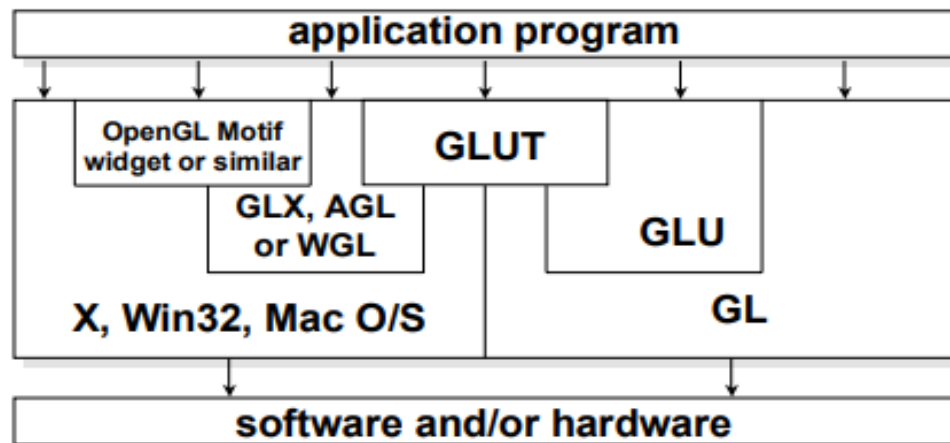 application program
OpenGL Motif
widget or similar
GLUT
GLX, AGL
or WGL
GLU
X, Win32, Mac O/S
GL
software and/or hardware